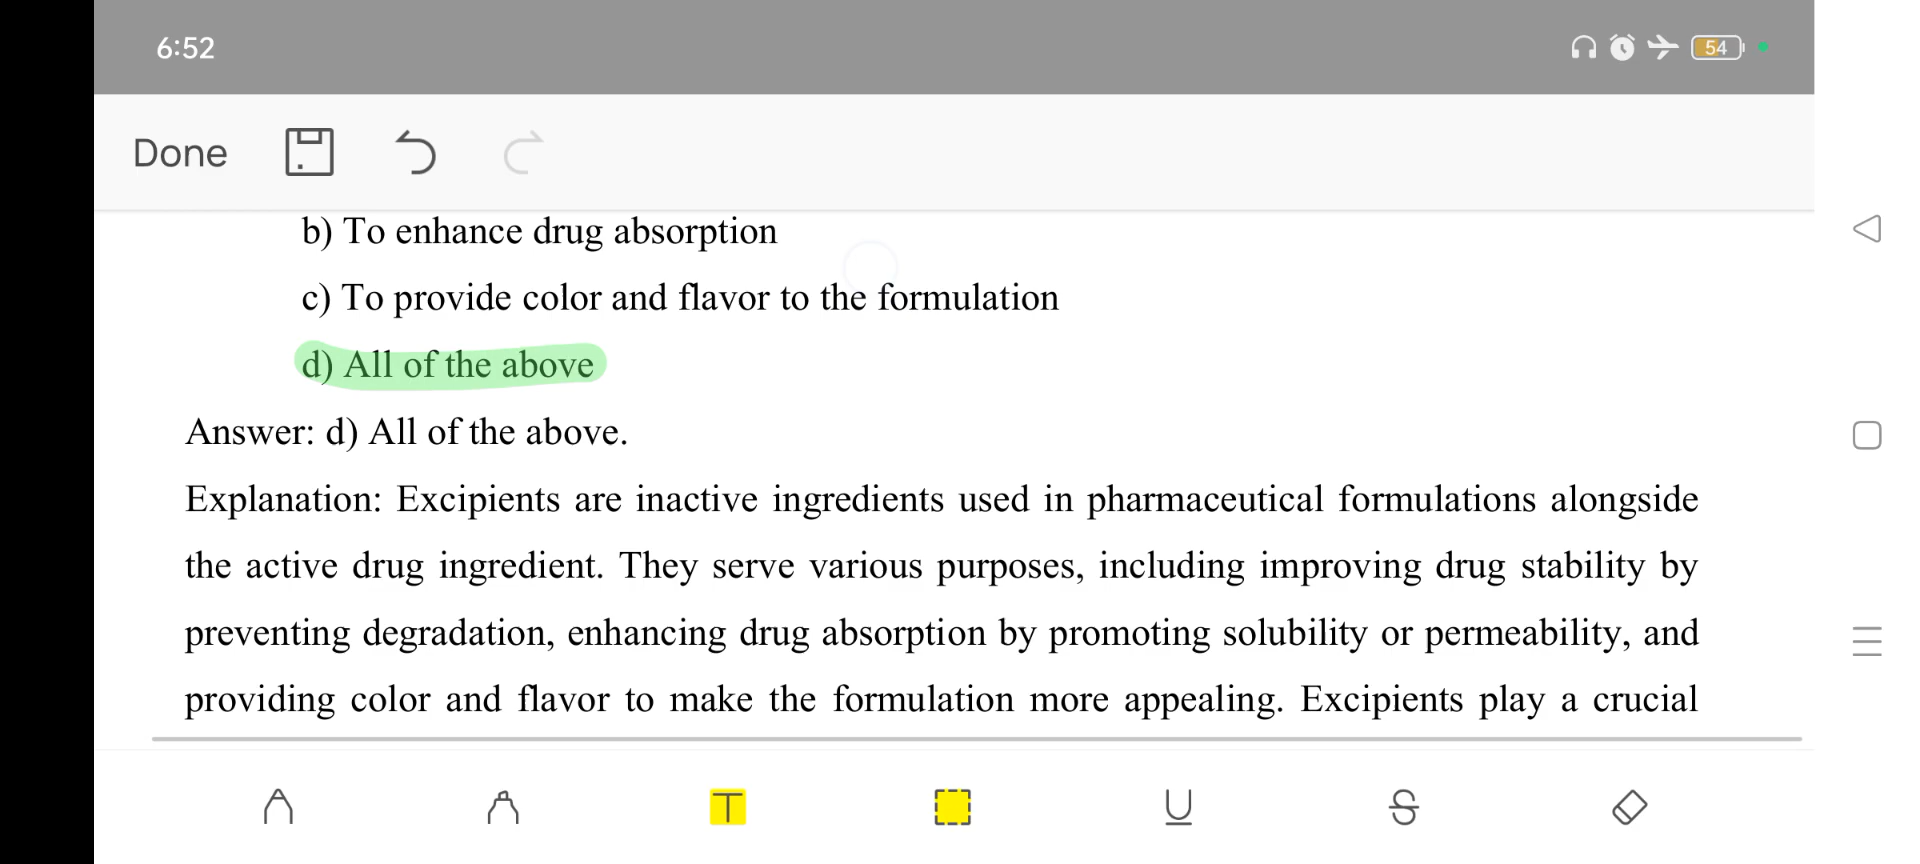 6:52
54
Done
b) To enhance drug absorption
c) To provide color and flavor to the formulation
d) All of the above
Answer: d) All of the above.
Explanation: Excipients are inactive ingredients used in pharmaceutical formulations alongside
the active drug ingredient. They serve various purposes, including improving drug stability by
preventing degradation, enhancing drug absorption by promoting solubility or permeability, and
providing color and flavor to make the formulation more appealing. Excipients play a crucial
T
U
S